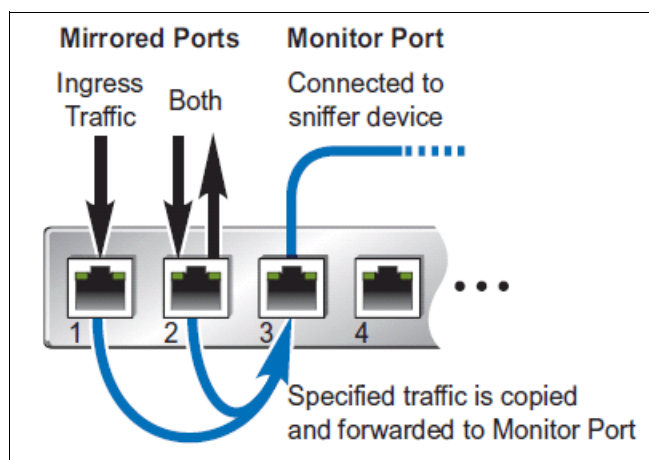 Mirrored Ports
Monitor Port
Ingress
Traffic
Both
Connected to
sniffer device
1
2
3
4
Specified traffic is copied
and forwarded to Monitor Port